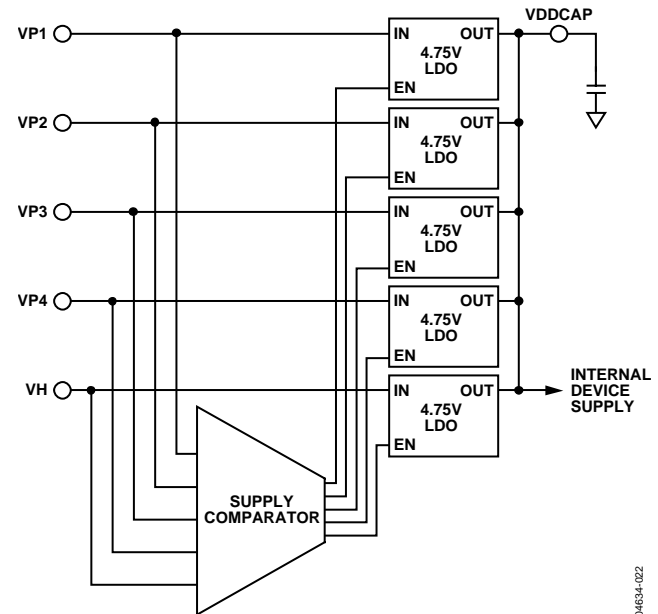 VDDCAP
VP1
IN OUT
4.75V
LDO
EN
VP2
IN OUT
4.75V
LDO
EN
VP3
IN OUT
4.75V
LDO
EN
VP4
IN OUT
4.75V
LDO
EN
VH
IN OUT
4.75V
LDO
EN
INTERNAL
DEVICE
SUPPLY
SUPPLY
COMPARATOR
04634-022